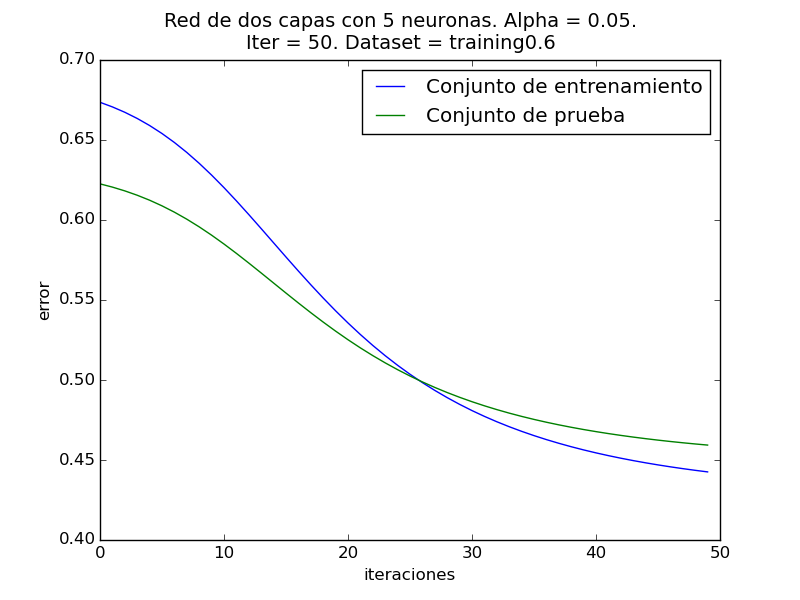 Red de dos capas con 5 neuronas. Alpha = 0.05.
Iter = 50. Dataset = training0.6
Conjunto de entrenamiento
Conjunto de prueba
0.70
0.65
0.60
0.55
0.50
0.45
0.40
error
0
10
20
30
40
50
iteraciones